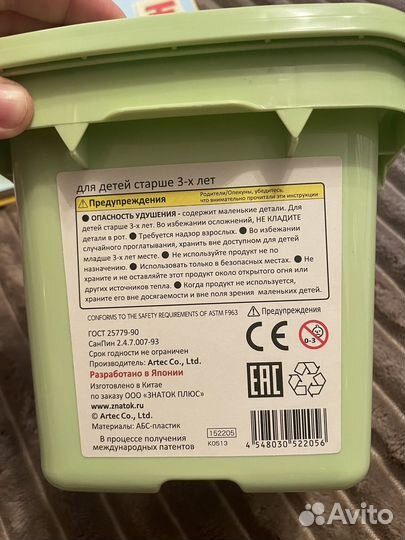 для детей старше 3-х лет
Предупреждения
Родители/Опекуны, убедитесь,
что внимательно прочитали эти инструкции
● ОПАСНОСТЬ УДУШЕНИЯ - содержит маленькие детали. Для
детей старше 3-х лет. Во избежании осложнений, НЕ КЛАДИТЕ
детали в рот. ● Требуется надзор взрослых. ● Во избежании
случайного проглатывания, хранить вне доступном для детей
младше 3-х лет месте. ● Не используйте продукт не по
назначению. ● Использовать только в безопасных местах. ● Не
храните и не оставляйте этот продукт около открытого огня или
других источников тепла. ● Когда продукт не используется,
храните его вне досягаемости и вне поля зрения маленьких детей.
CONFORMS TO THE SAFETY REQUIREMENTS OF ASTM F963
Предупреждения
ГОСТ 25779-90
СанПин 2.4.7.007-93
Срок годности не ограничен
Производитель: Artec Co., Ltd.
Разработано в Японии
Изготовлено в Китае
по заказу ООО «ЗНАТОК ПЛЮС»
www.znatok.ru
© Artec Co., Ltd.
Материалы: АБС-пластик
В процессе получения
международных патентов
CE
0-3
EAC
152205
K0513
4 548030 522056
Avito